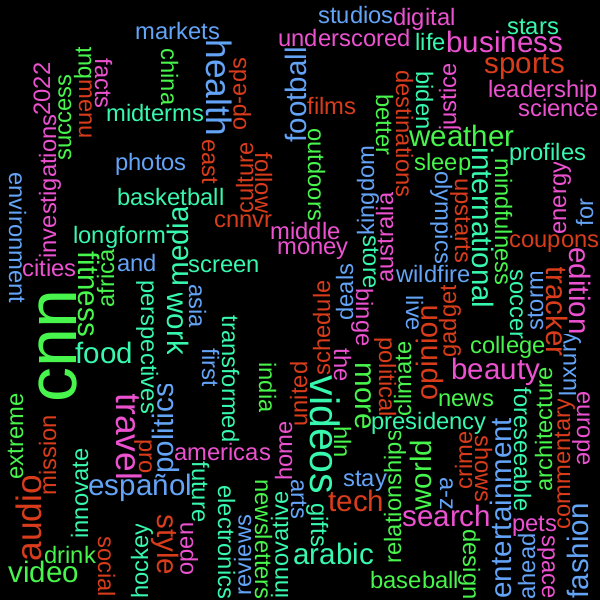 studios
digital
stars
markets
underscored
life
business
health
football
china
but
facts
2022
menu
success
op-eds
sports
leadership
science
films
destinations
biden
justice
better
midterms
weather
photos
east
culture
follow
outdoors
kingdom
sleep
international
profiles
mindfulness
energy
environment
investigations
basketball
cnnvr
middle
money
store
australia
olympics
upstarts
for
coupons
longform
media
cities
fitness
africa
and
screen
wildfire
edition
tracker
storm
soccer
cnn
perspectives
work
asia
first
transformed
deals
binge
live
gadget
opinion
schedule
the
food
india
united
videos
more
political
climate
college
beauty
luxury
news
architecture
foreseeable
travel
politics
pro
español
americas
home
hln
presidency
extreme
mission
innovate
audio
future
arts
gifts
stay
relationships
world
a-z
crime
shows
entertainment
commentary
epode
tech
search
pets
style
open
electronics
reviews
newsletters
innovative
arabic
design
ahead
space
fashion
drink
video
social
hockey
baseball